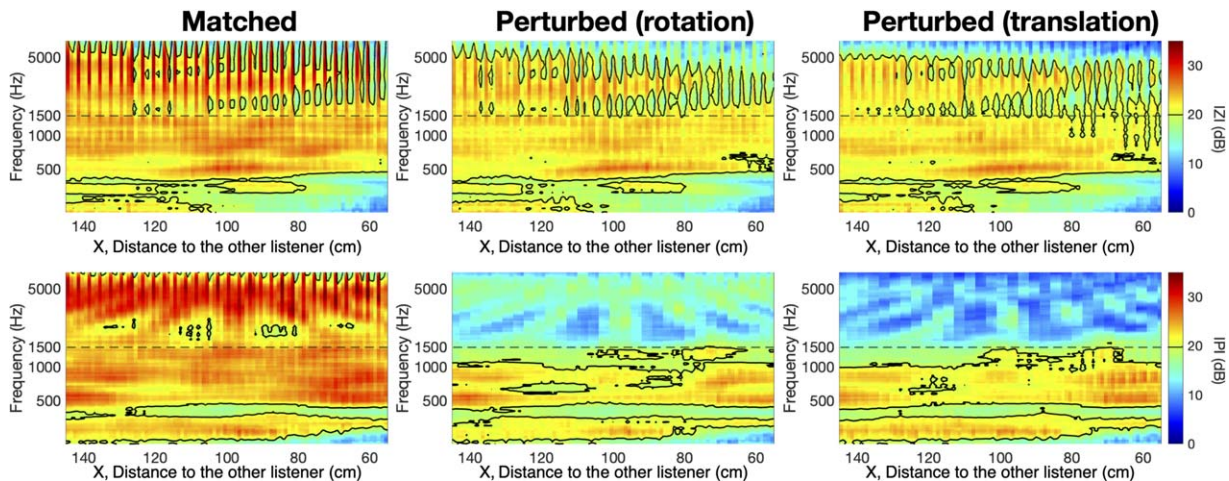 Matched
Perturbed (rotation)
Perturbed (translation)
Frequency (Hz)
5000
1500
1000
500
140 120 100 80 60
X, Distance to the other listener (cm)
Frequency (Hz)
5000
1500
1000
500
140 120 100 80 60
X, Distance to the other listener (cm)
Frequency (Hz)
5000
1500
1000
500
140 120 100 80 60
X, Distance to the other listener (cm)
30
20
10
0
|Z| (dB)
Frequency (Hz)
5000
1500
1000
500
140 120 100 80 60
X, Distance to the other listener (cm)
Frequency (Hz)
5000
1500
1000
500
140 120 100 80 60
X, Distance to the other listener (cm)
Frequency (Hz)
5000
1500
1000
500
140 120 100 80 60
X, Distance to the other listener (cm)
30
20
10
0
|P| (dB)